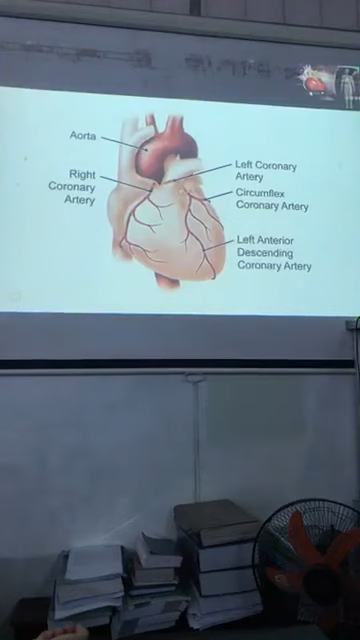 Aorta
Right
Coronary
Artery
Left Coronary
Artery
Circumflex
Coronary Artery
Left Anterior
Descending
Coronary Artery